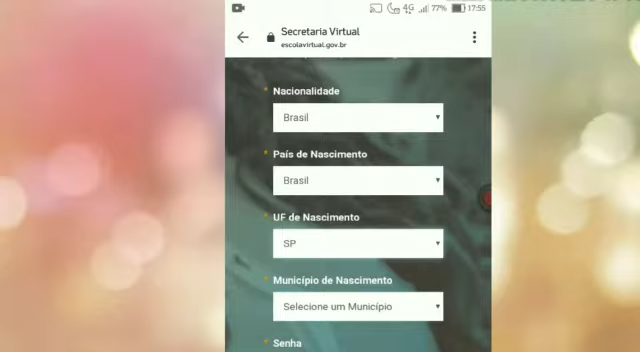 4G 77% 17:55
Secretaria Virtual
escolavirtual.gov.br
* Nacionalidade
Brasil
* País de Nascimento
Brasil
* UF de Nascimento
SP
* Município de Nascimento
Selecione um Município
* Senha